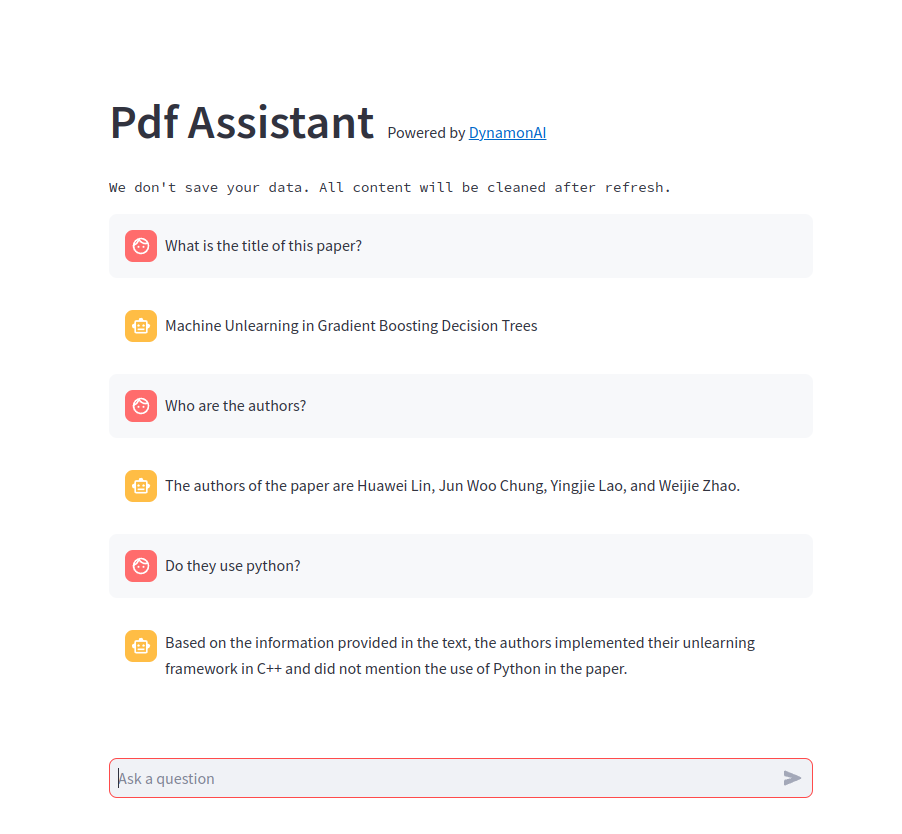 Pdf Assistant Powered by DynamonAI
We don't save your data. All content will be cleaned after refresh.
What is the title of this paper?
Machine Unlearning in Gradient Boosting Decision Trees
Who are the authors?
The authors of the paper are Huawei Lin, Jun Woo Chung, Yingjie Lao, and Weijie Zhao.
Do they use python?
Based on the information provided in the text, the authors implemented their unlearning
framework in C++ and did not mention the use of Python in the paper.
Ask a question